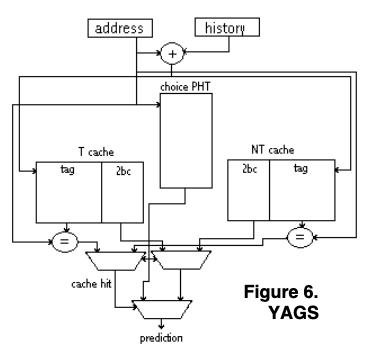 address
history
+
choice PHT
T cache
NT cache
tag
2bc
2bc
tag
=
=
cache hit
Figure 6.
YAGS
prediction